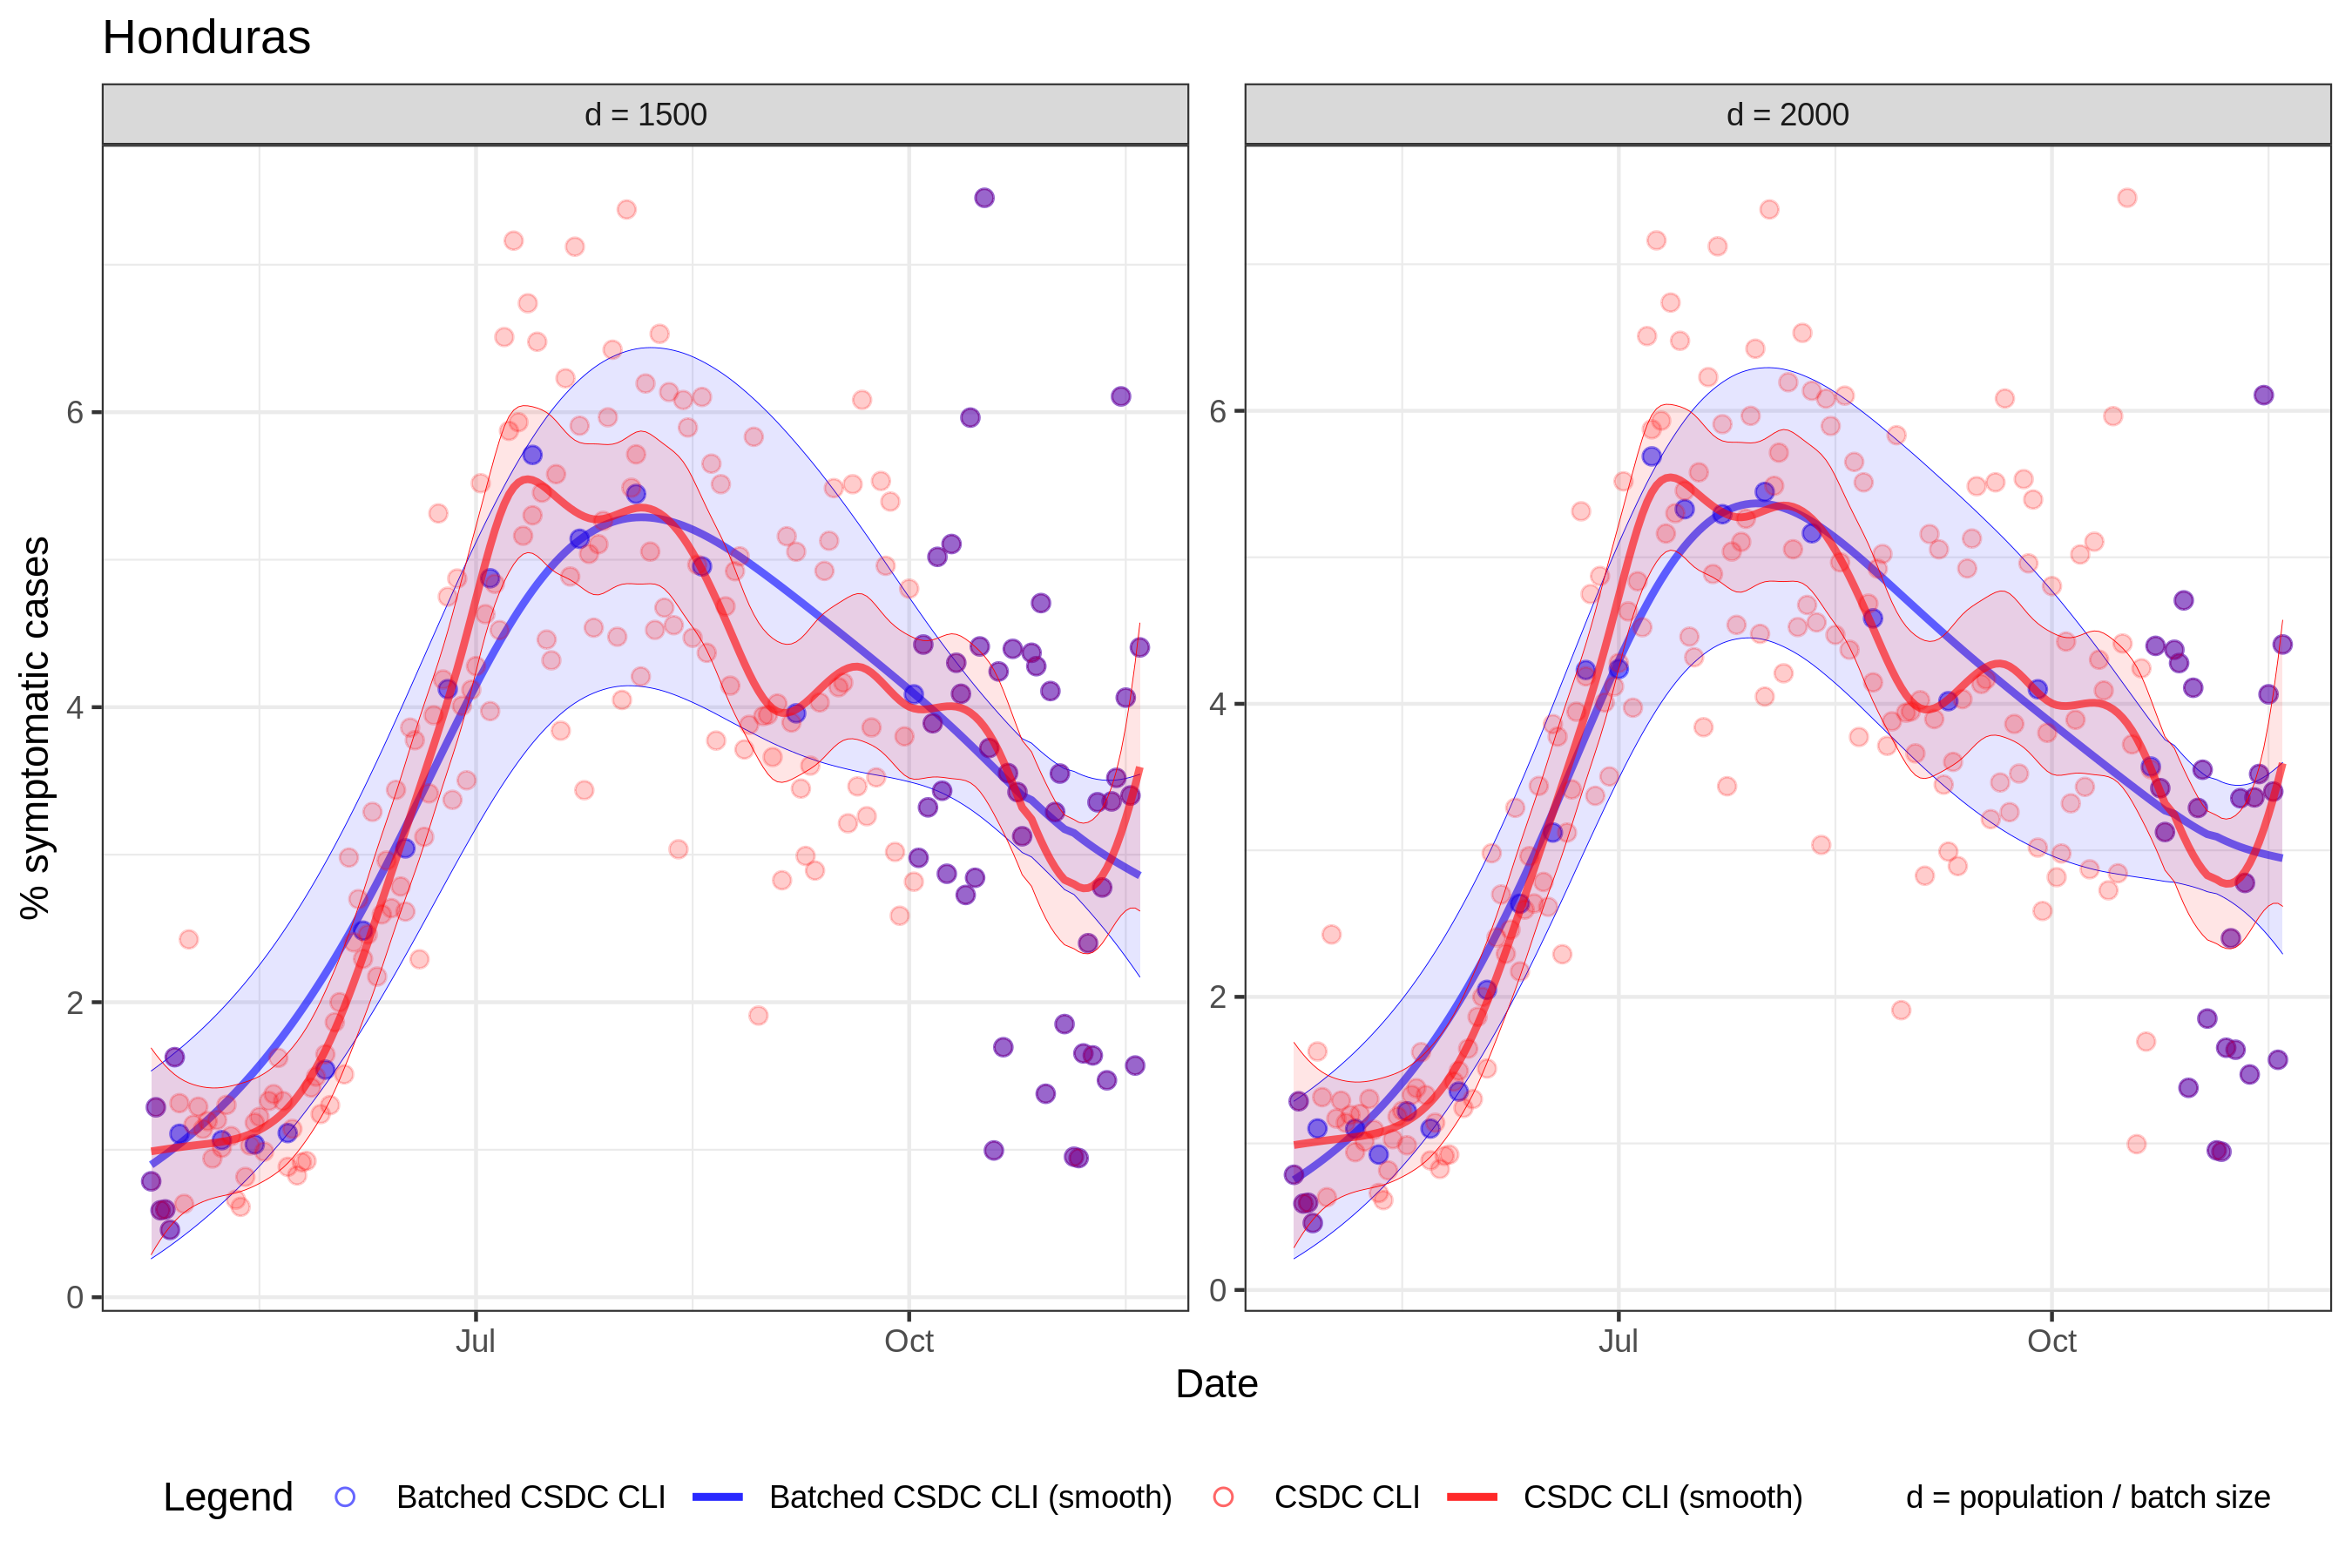 Honduras
d = 1500
d = 2000
% symptomatic cases
6
4
2
0
6
4
2
0
Jul
Oct
Jul
Oct
Date
Legend
Batched CSDC CLI
Batched CSDC CLI (smooth)
CSDC CLI
CSDC CLI (smooth)
d = population / batch size